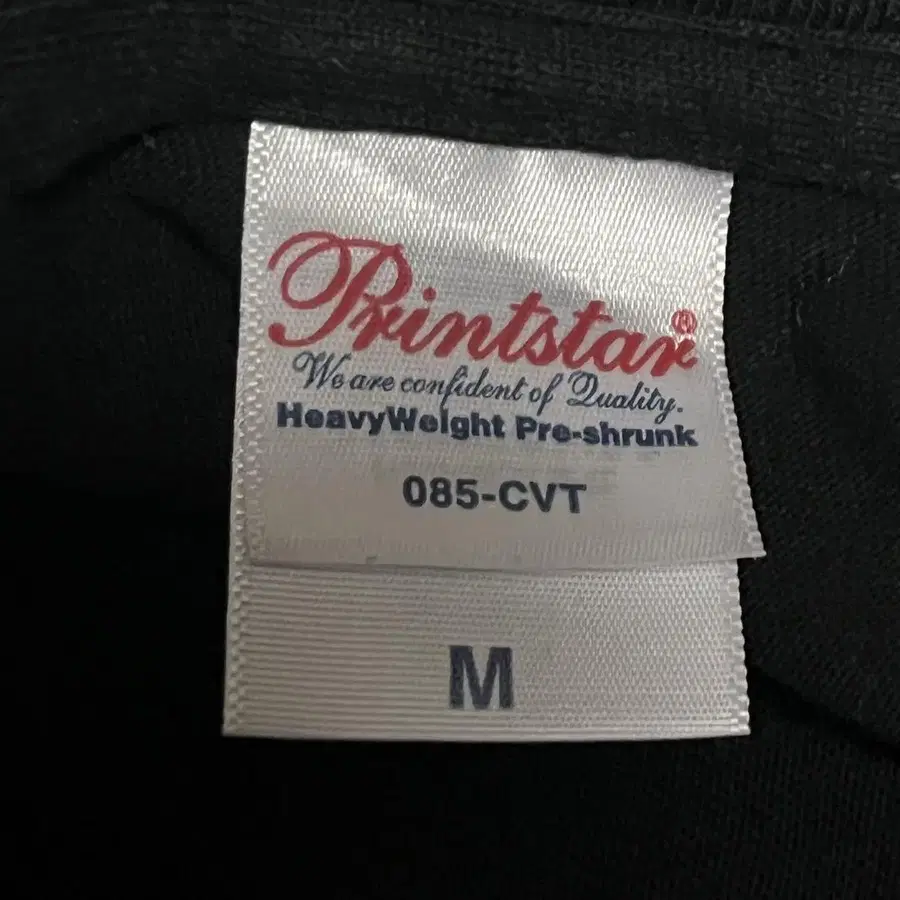 Printstar®
We are confident of Quality.
HeavyWeight Pre-shrunk
085-CVT
M